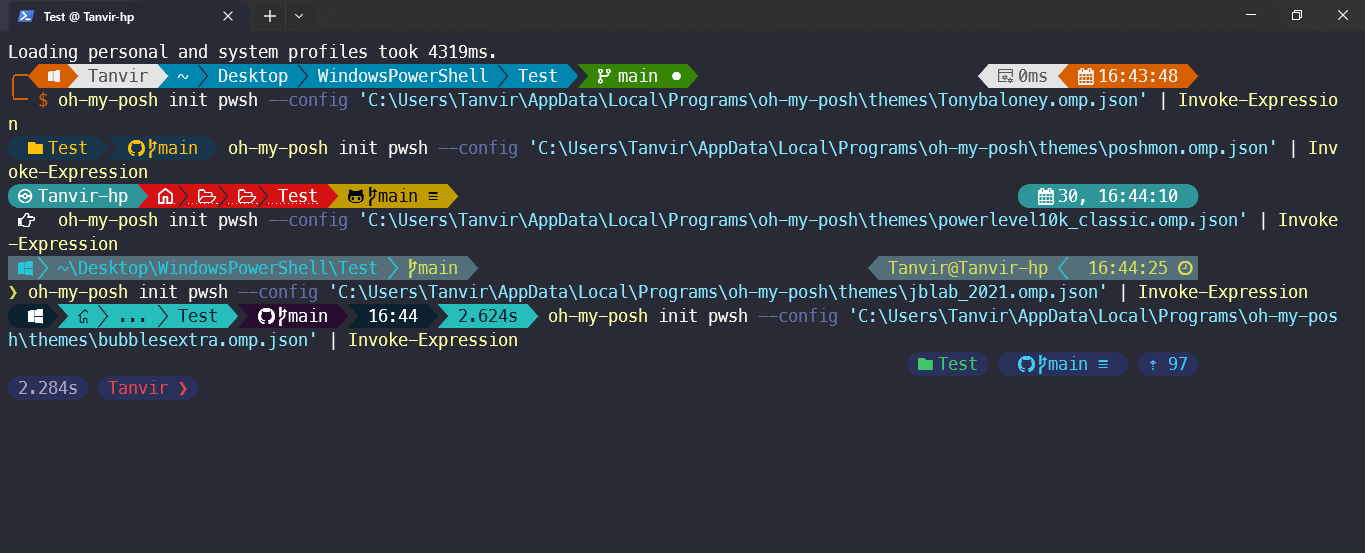 Test @ Tanvir-hp
Loading personal and system profiles took 4319ms.
Tanvir ~ Desktop WindowsPowerShell Test main ● 0ms 16:43:48
$ oh-my-posh init pwsh --config 'C:\Users\Tanvir\AppData\Local\Programs\oh-my-posh\themes\Tonybaloney.omp.json' | Invoke-Expressio
n
Test main oh-my-posh init pwsh --config 'C:\Users\Tanvir\AppData\Local\Programs\oh-my-posh\themes\poshmon.omp.json' | Inv
oke-Expression
Tanvir-hp Test main ≡ 30, 16:44:10
oh-my-posh init pwsh --config 'C:\Users\Tanvir\AppData\Local\Programs\oh-my-posh\themes\powerlevel10k_classic.omp.json' | Invoke
-Expression
~\Desktop\WindowsPowerShell\Test main Tanvir@Tanvir-hp 16:44:25
❯ oh-my-posh init pwsh --config 'C:\Users\Tanvir\AppData\Local\Programs\oh-my-posh\themes\jblab_2021.omp.json' | Invoke-Expression
... Test main 16:44 2.624s oh-my-posh init pwsh --config 'C:\Users\Tanvir\AppData\Local\Programs\oh-my-pos
h\themes\bubblesextra.omp.json' | Invoke-Expression
Test main ≡ ↑ 97
2.284s Tanvir ❯